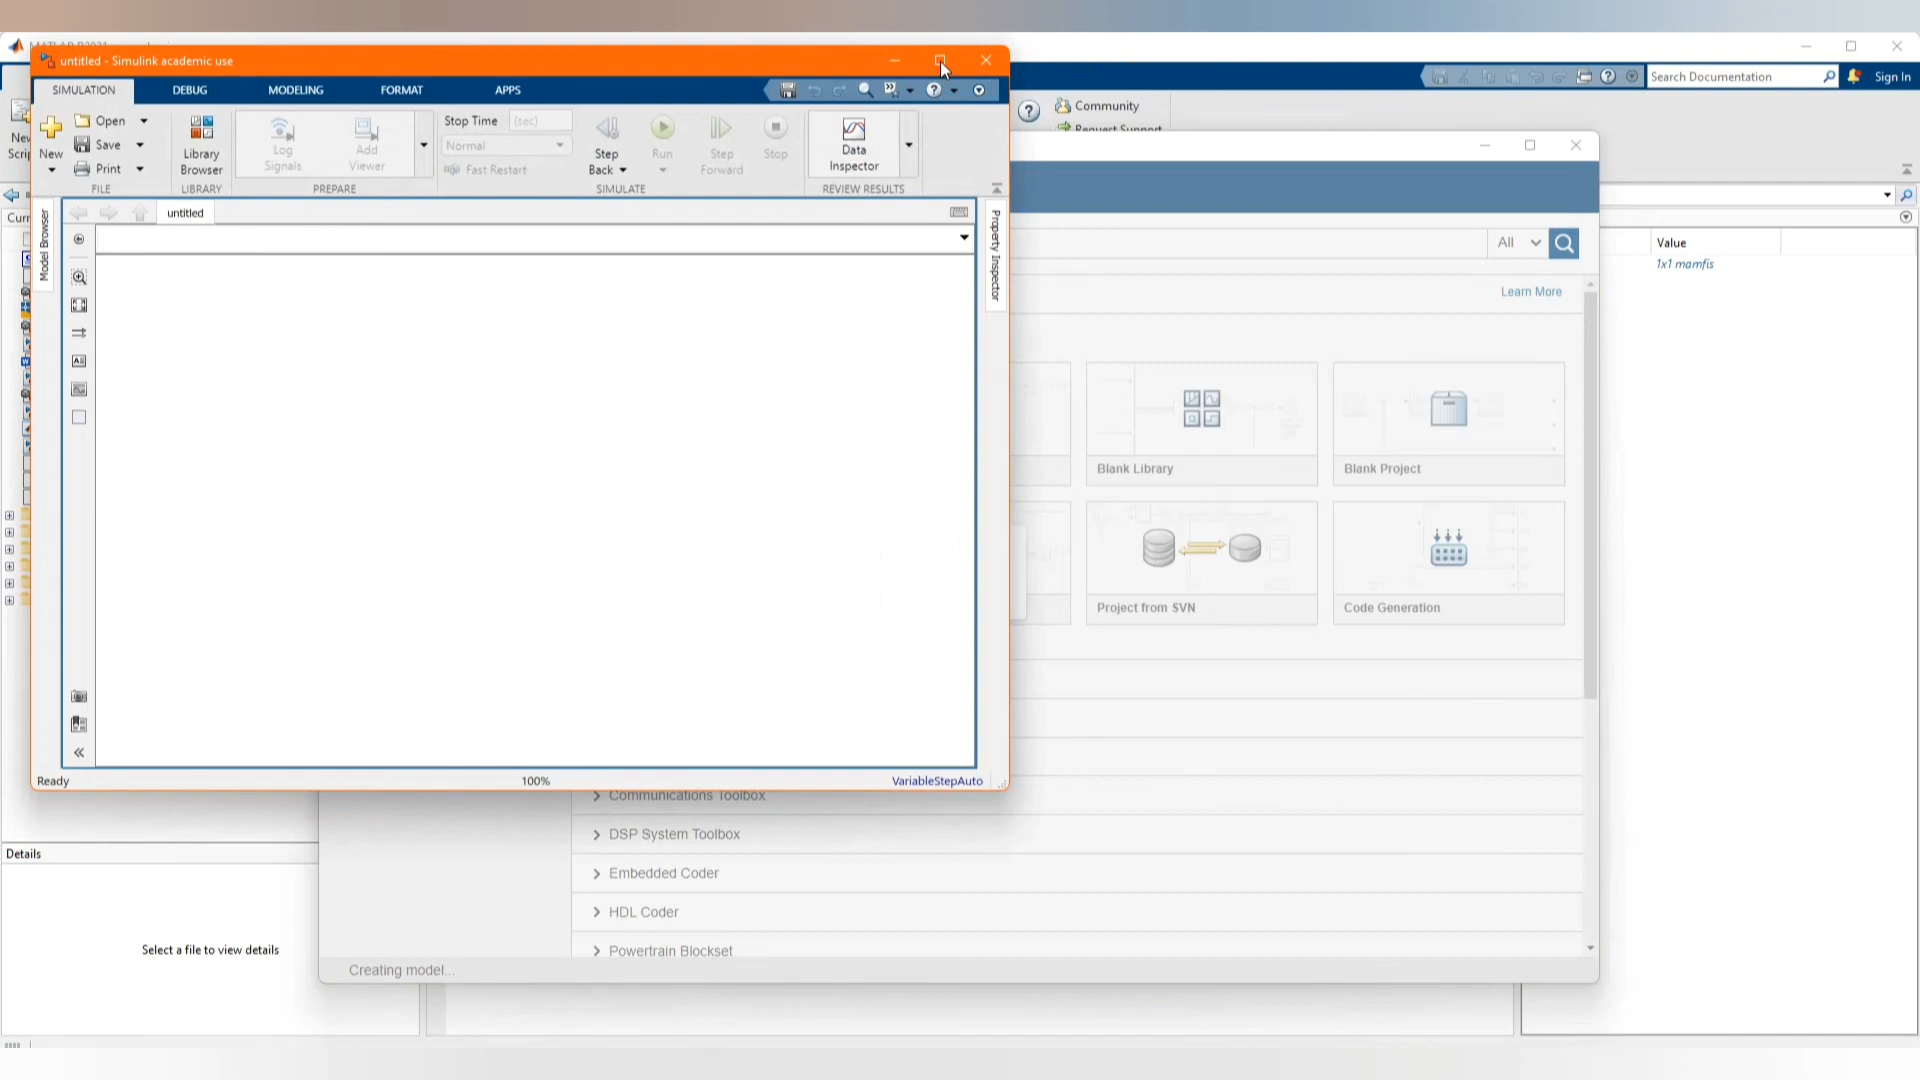 untitled - Simulink academic use
Search Documentation
Sign In
SIMULATION
DEBUG
MODELING
FORMAT
APPS
Community
Request Support
New
Open
Save
Print
FILE
Library
Browser
LIBRARY
Log
Signals
Add
Viewer
PREPARE
Stop Time
(sec)
Normal
Fast Restart
Step
Back
Run
Step
Forward
Stop
SIMULATE
Data
Inspector
REVIEW RESULTS
Model Browser
untitled
Property Inspector
All
Value
1x1 mamfis
Learn More
Blank Library
Blank Project
Project from SVN
Code Generation
Ready
100%
VariableStepAuto
Communications Toolbox
DSP System Toolbox
Embedded Coder
HDL Coder
Powertrain Blockset
Creating model...
Details
Select a file to view details